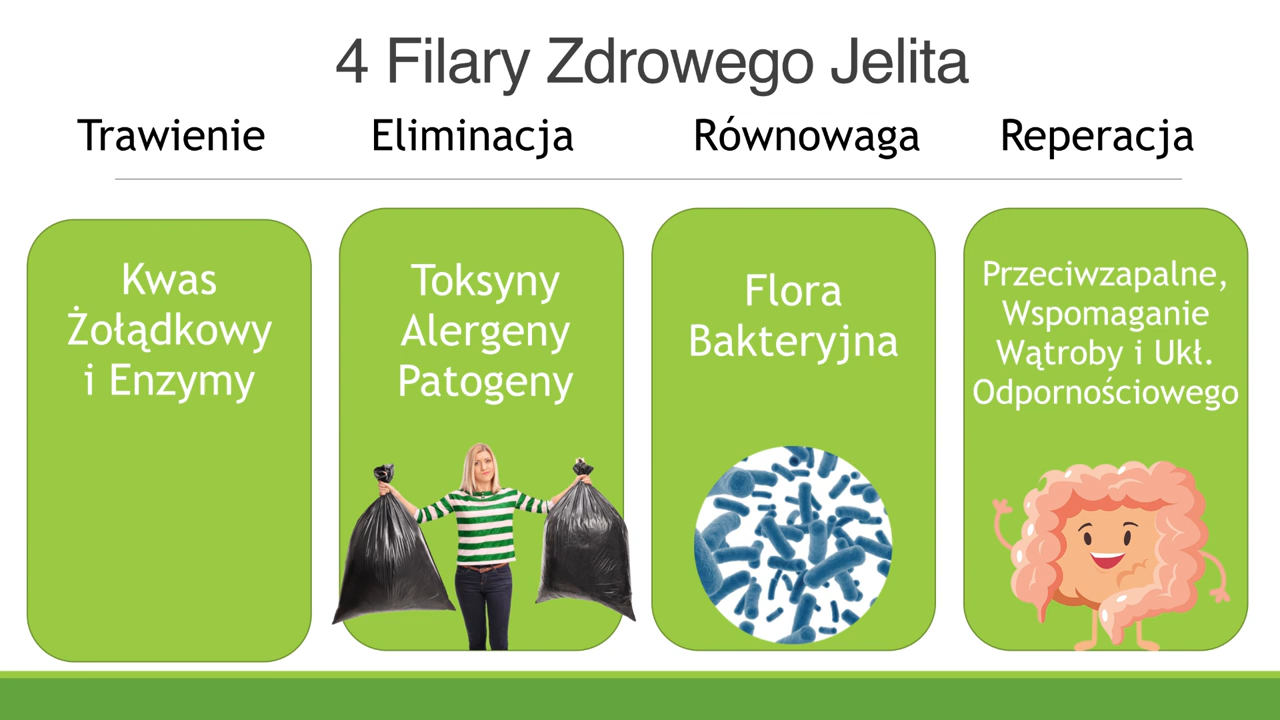 4 Filary Zdrowego Jelita
Trawienie
Eliminacja
Równowaga
Reperacja
Kwas
Żołądkowy
i Enzymy
Toksyny
Alergeny
Patogeny
Flora
Bakteryjna
Przeciwzapalne,
Wspomaganie
Wątroby i Ukł.
Odpornościowego